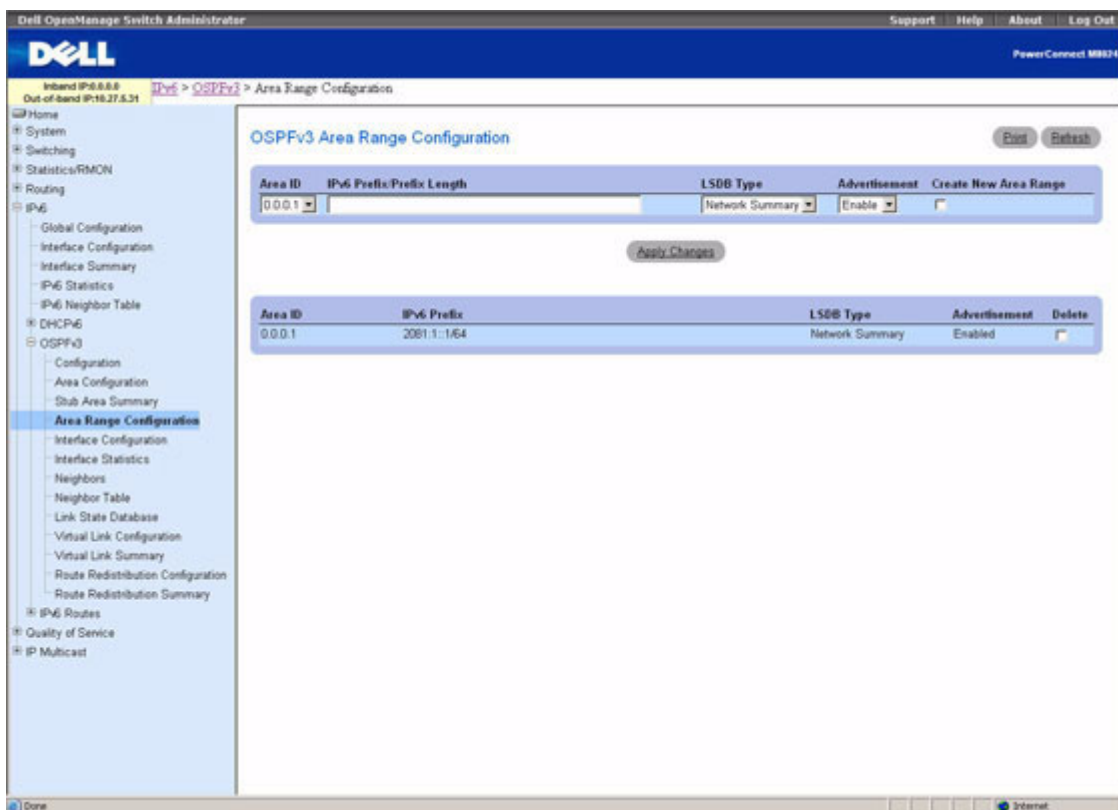 Dell OpenManage Switch Administrator Support Help About Log Out
DELL
PowerConnect M8024
Inband IP:0.0.0.0
Out-of-band IP:10.27.5.31
IPv6 > OSPFv3 > Area Range Configuration
Home
System
Switching
Statistics/RMON
Routing
IPv6
Global Configuration
Interface Configuration
Interface Summary
IPv6 Statistics
IPv6 Neighbor Table
DHCPv6
OSPFv3
Configuration
Area Configuration
Stub Area Summary
Area Range Configuration
Interface Configuration
Interface Statistics
Neighbors
Neighbor Table
Link State Database
Virtual Link Configuration
Virtual Link Summary
Route Redistribution Configuration
Route Redistribution Summary
IPv6 Routes
Quality of Service
IP Multicast
OSPFv3 Area Range Configuration
Print Refresh
Area ID IPv6 Prefix/Prefix Length LSDB Type Advertisement Create New Area Range
0.0.0.1 Network Summary Enable
Apply Changes
Area ID IPv6 Prefix LSDB Type Advertisement Delete
0.0.0.1 2081:1::1/64 Network Summary Enabled
Done Internet